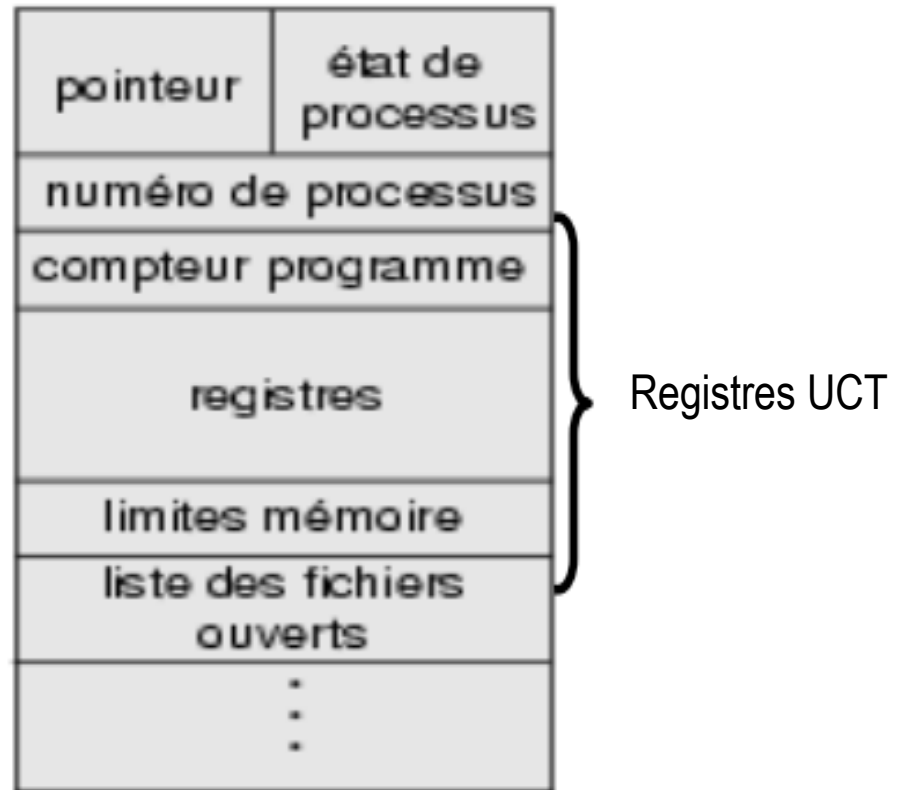 pointeur
état de
processus
numéro de processus
compteur programme
registres
Registres UCT
limites mémoire
liste des fichiers
ouverts